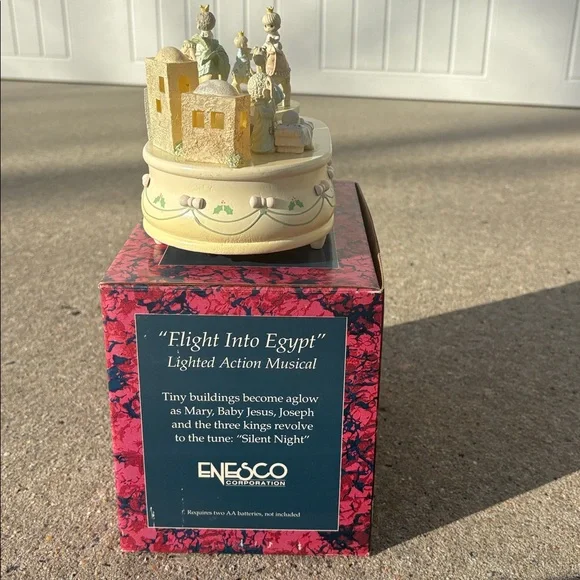 "Flight Into Egypt"
Lighted Action Musical
Tiny buildings become aglow
as Mary, Baby Jesus, Joseph
and the three kings revolve
to the tune: "Silent Night"
ENESCO
CORPORATION
Requires two AA batteries, not included